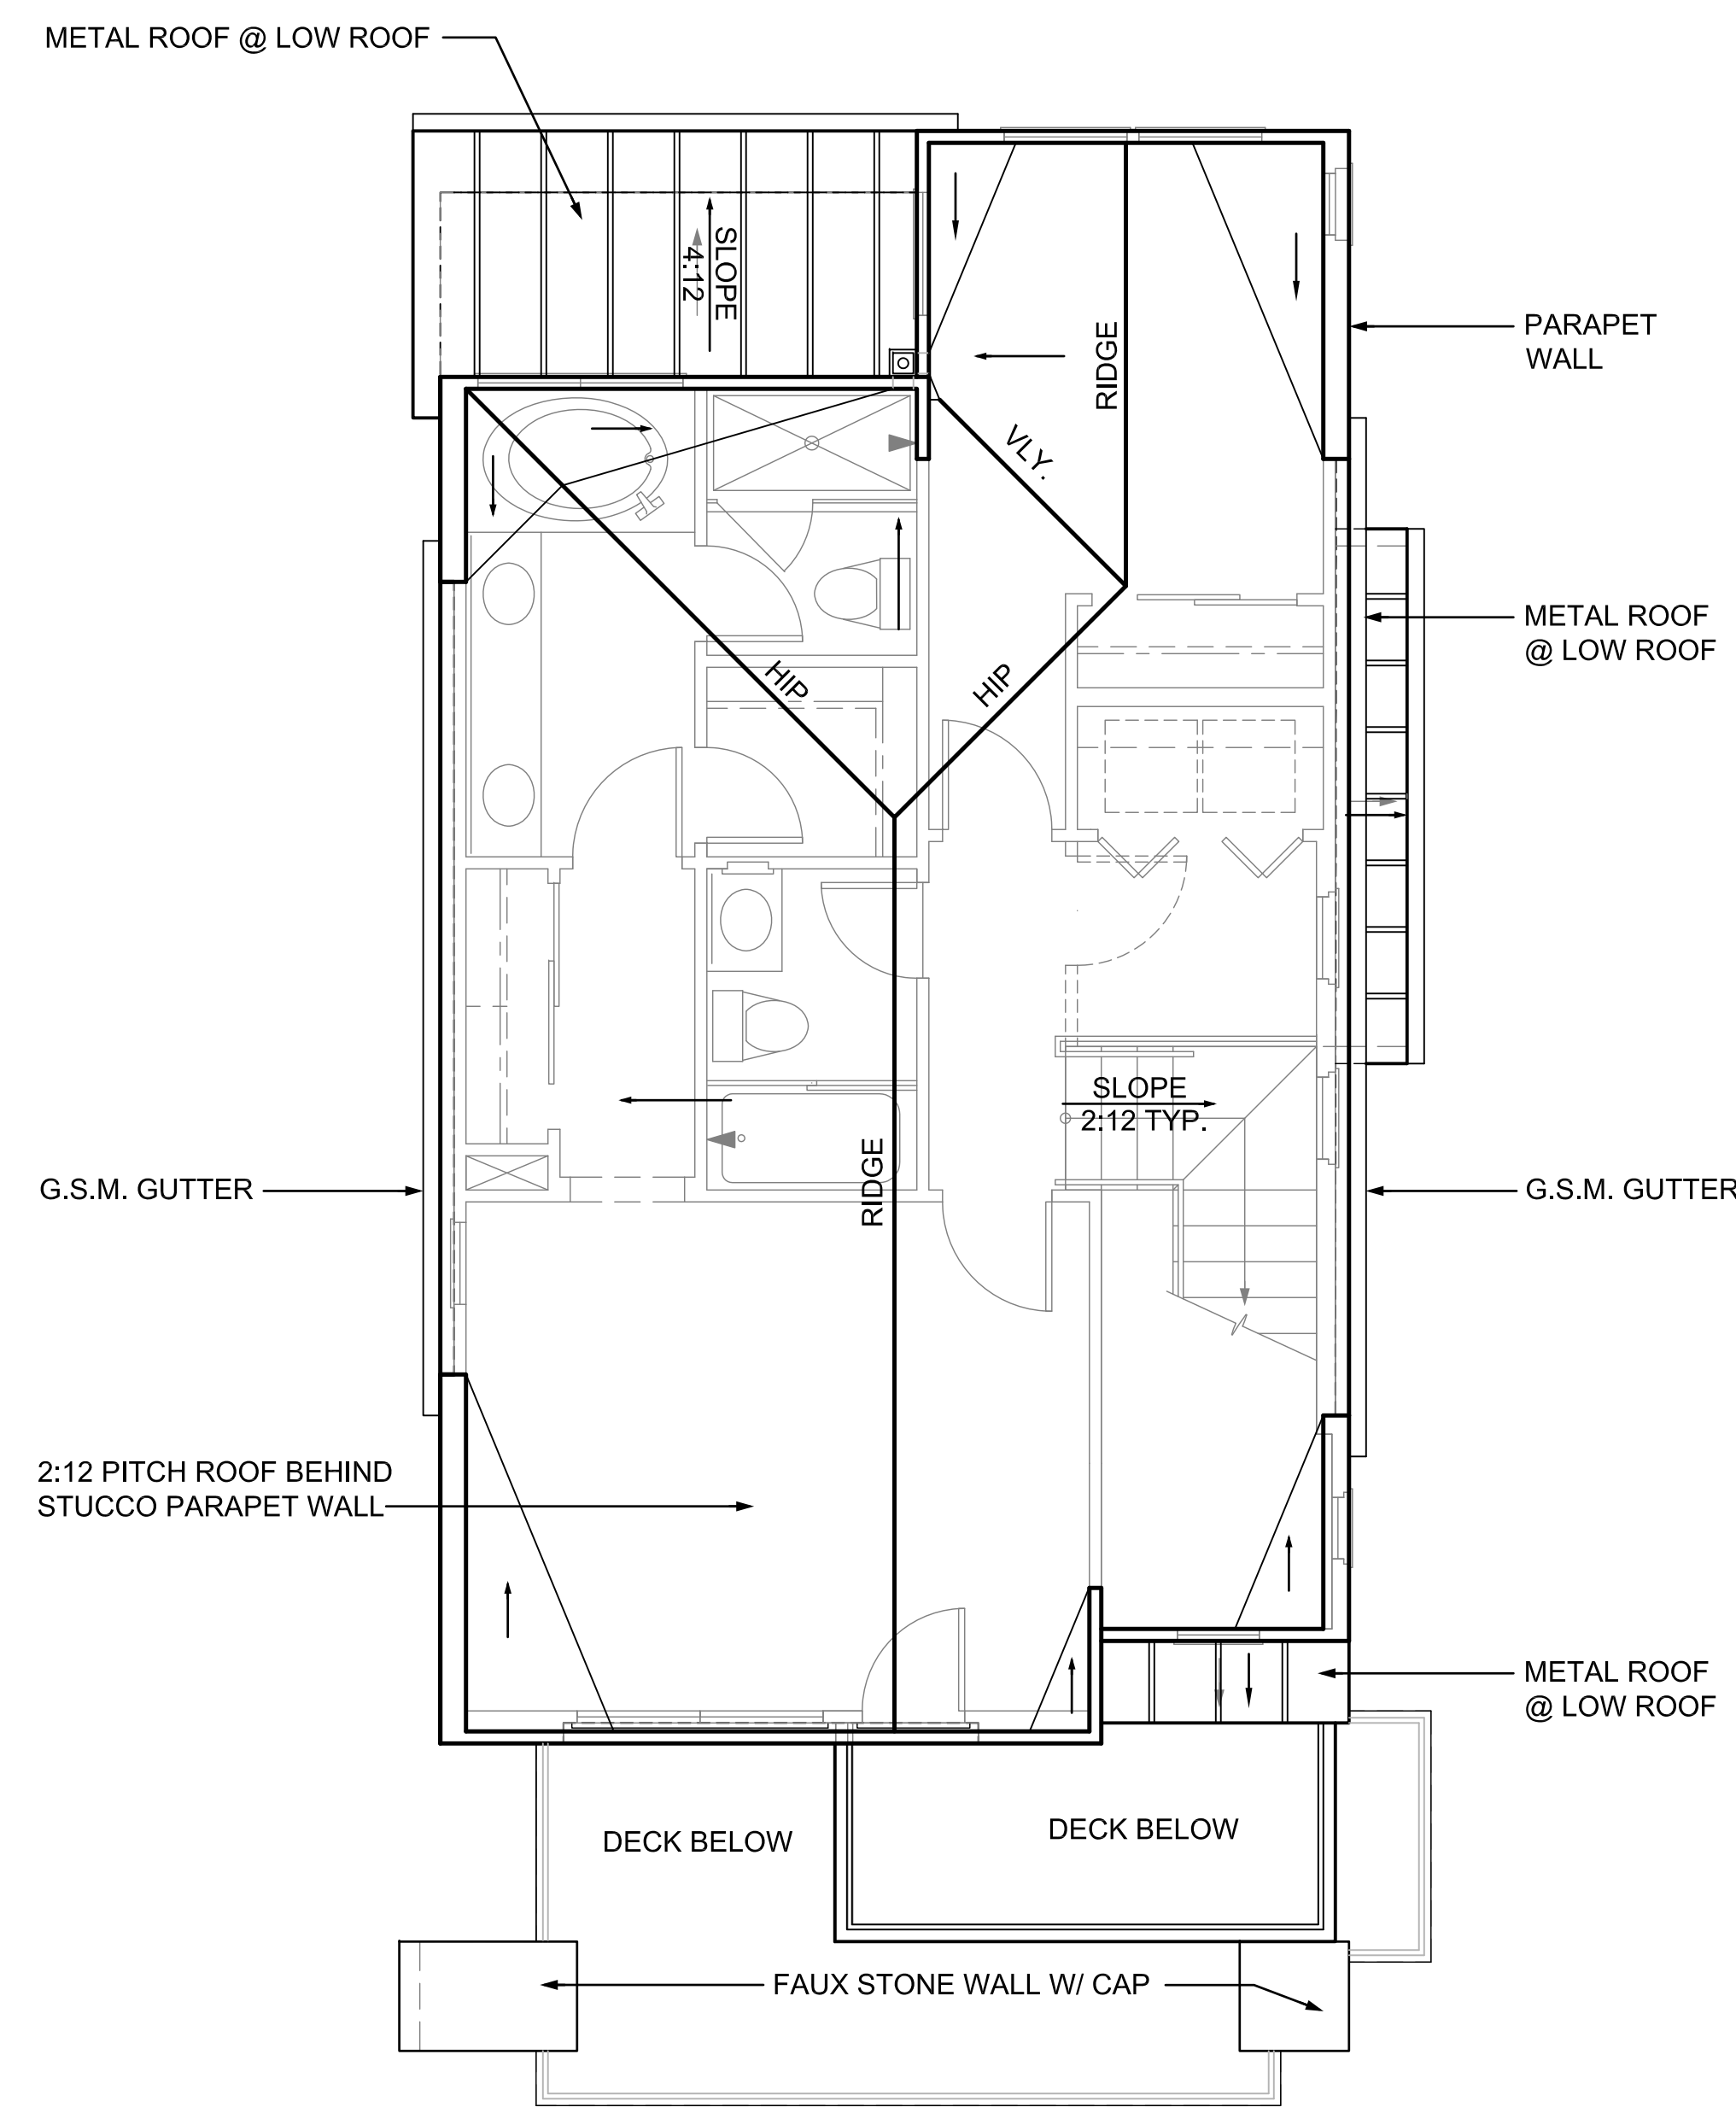 METAL ROOF @ LOW ROOF
SLOPE
4:12
RIDGE
PARAPET
WALL
VLY.
METAL ROOF
@ LOW ROOF
HIP
HIP
SLOPE
2:12 TYP.
RIDGE
G.S.M. GUTTER
G.S.M. GUTTER
2:12 PITCH ROOF BEHIND
STUCCO PARAPET WALL
METAL ROOF
@ LOW ROOF
DECK BELOW
DECK BELOW
FAUX STONE WALL W/ CAP